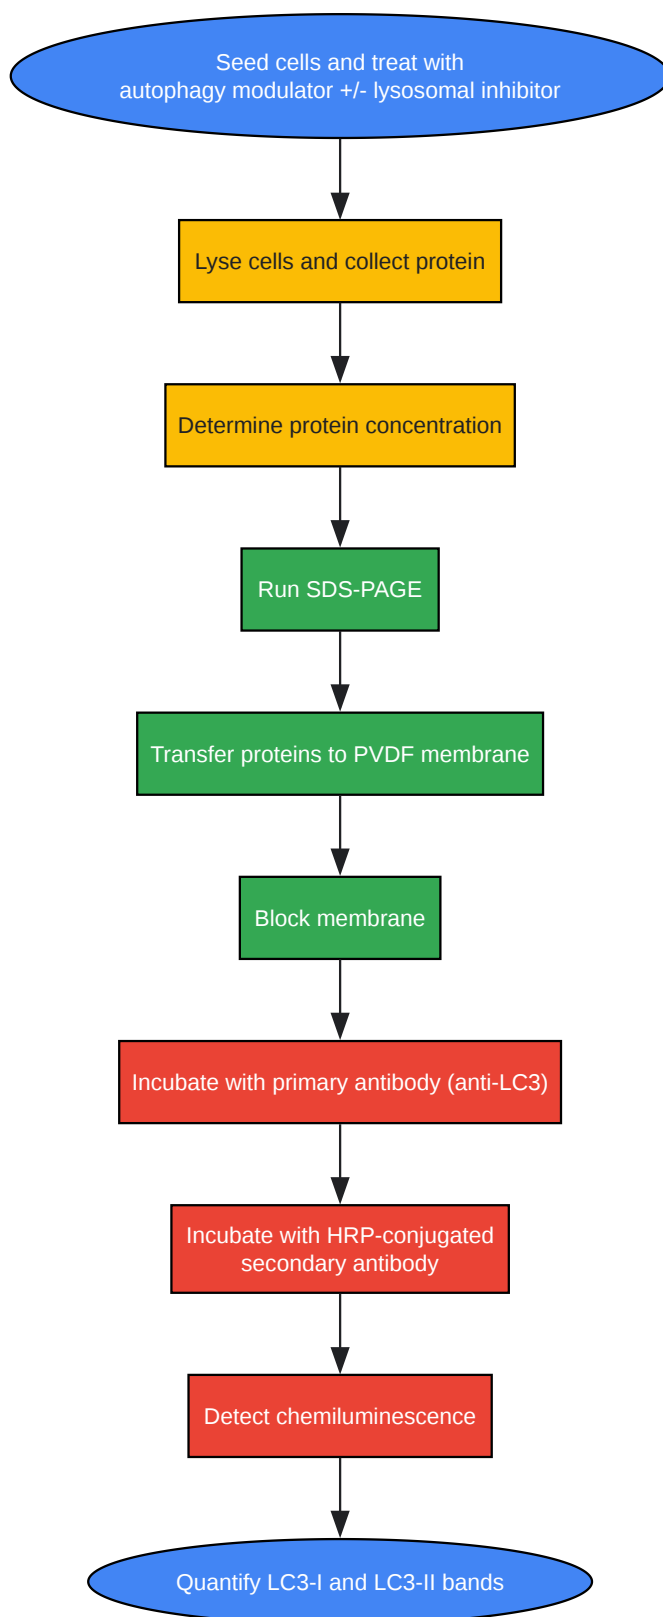 Seed cells and treat with
autophagy modulator +/- lysosomal inhibitor
Lyse cells and collect protein
Determine protein concentration
Run SDS-PAGE
Transfer proteins to PVDF membrane
Block membrane
Incubate with primary antibody (anti-LC3)
Incubate with HRP-conjugated
secondary antibody
Detect chemiluminescence
Quantify LC3-I and LC3-II bands